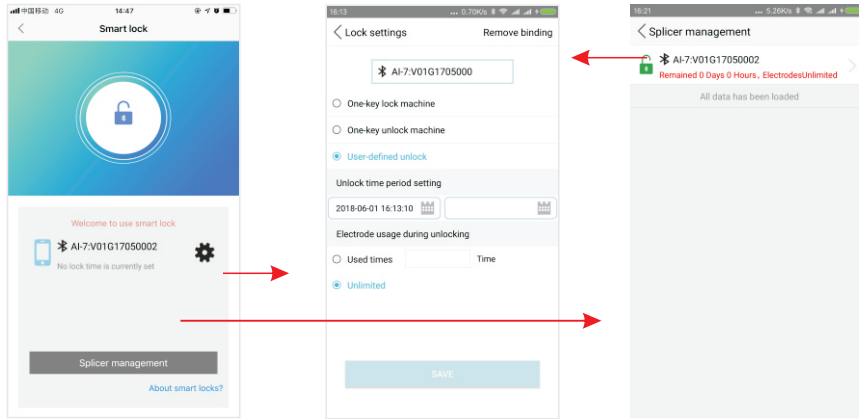 中国移动 4G 14:47
Smart lock
Welcome to use smart lock
AI-7:V01G17050002
No lock time is currently set
Splicer management
About smart locks?
16:13 ... 0.70K/s
Lock settings Remove binding
AI-7:V01G1705000
One-key lock machine
One-key unlock machine
User-defined unlock
Unlock time period setting
2018-06-01 16:13:10
Electrode usage during unlocking
Used times Time
Unlimited
SAVE
16:21 ... 5.26K/s
Splicer management
AI-7:V01G17050002
Remained 0 Days 0 Hours, ElectrodesUnlimited
All data has been loaded